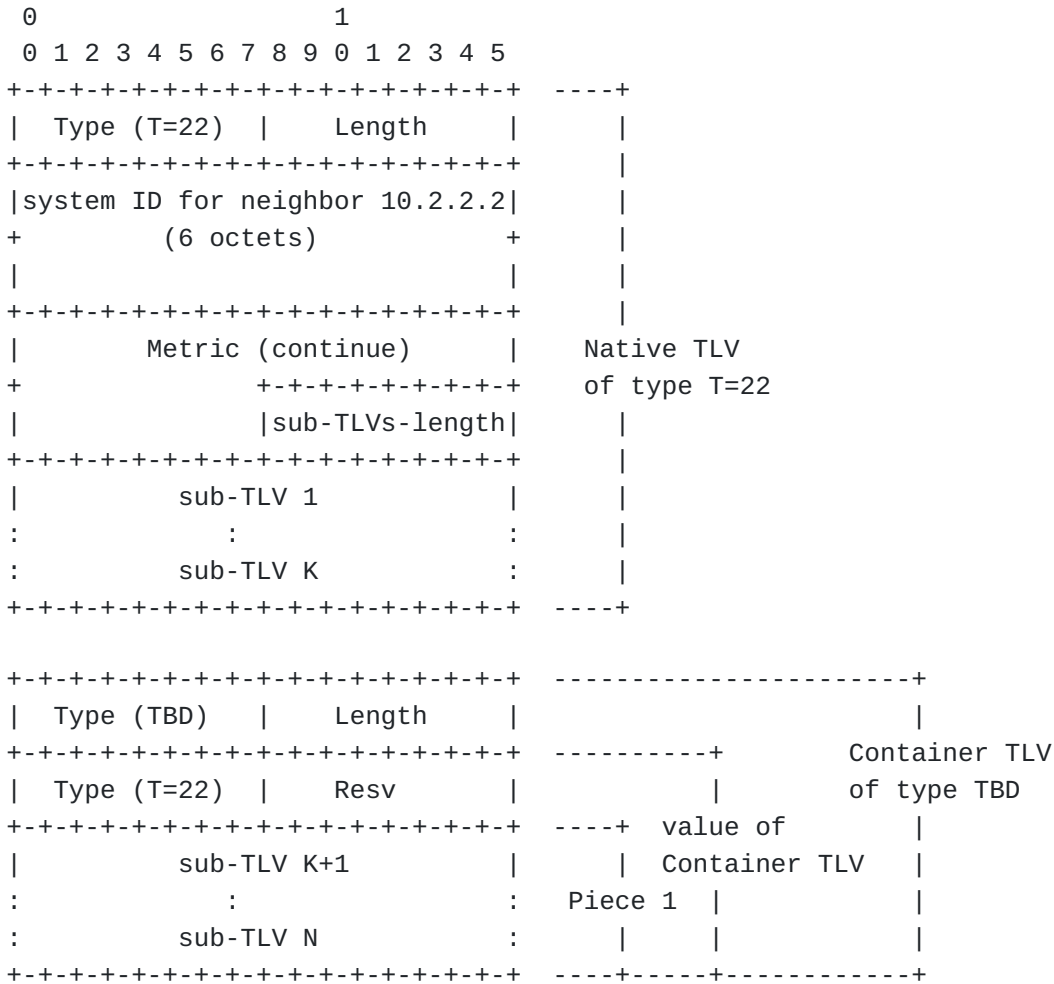 0                   1
 0 1 2 3 4 5 6 7 8 9 0 1 2 3 4 5
+-+-+-+-+-+-+-+-+-+-+-+-+-+-+-+-+  ----+
|  Type (T=22)  |    Length     |      |
+-+-+-+-+-+-+-+-+-+-+-+-+-+-+-+-+      |
|system ID for neighbor 10.2.2.2|      |
+         (6 octets)            +      |
|                               |      |
+-+-+-+-+-+-+-+-+-+-+-+-+-+-+-+-+      |
|        Metric (continue)      |    Native TLV
+               +-+-+-+-+-+-+-+-+    of type T=22
|               |sub-TLVs-length|      |
+-+-+-+-+-+-+-+-+-+-+-+-+-+-+-+-+      |
|          sub-TLV 1            |      |
:             :                 :      |
:          sub-TLV K            :      |
+-+-+-+-+-+-+-+-+-+-+-+-+-+-+-+-+  ----+

+-+-+-+-+-+-+-+-+-+-+-+-+-+-+-+-+  -----------------------+
|  Type (TBD)   |    Length     |                         |
+-+-+-+-+-+-+-+-+-+-+-+-+-+-+-+-+  ----------+        Container TLV
|  Type (T=22)  |    Resv       |            |        of type TBD
+-+-+-+-+-+-+-+-+-+-+-+-+-+-+-+-+  ----+  value of        |
|          sub-TLV K+1          |      |  Container TLV   |
:             :                 :   Piece 1  |            |
:          sub-TLV N            :      |     |            |
+-+-+-+-+-+-+-+-+-+-+-+-+-+-+-+-+  ----+-----+------------+